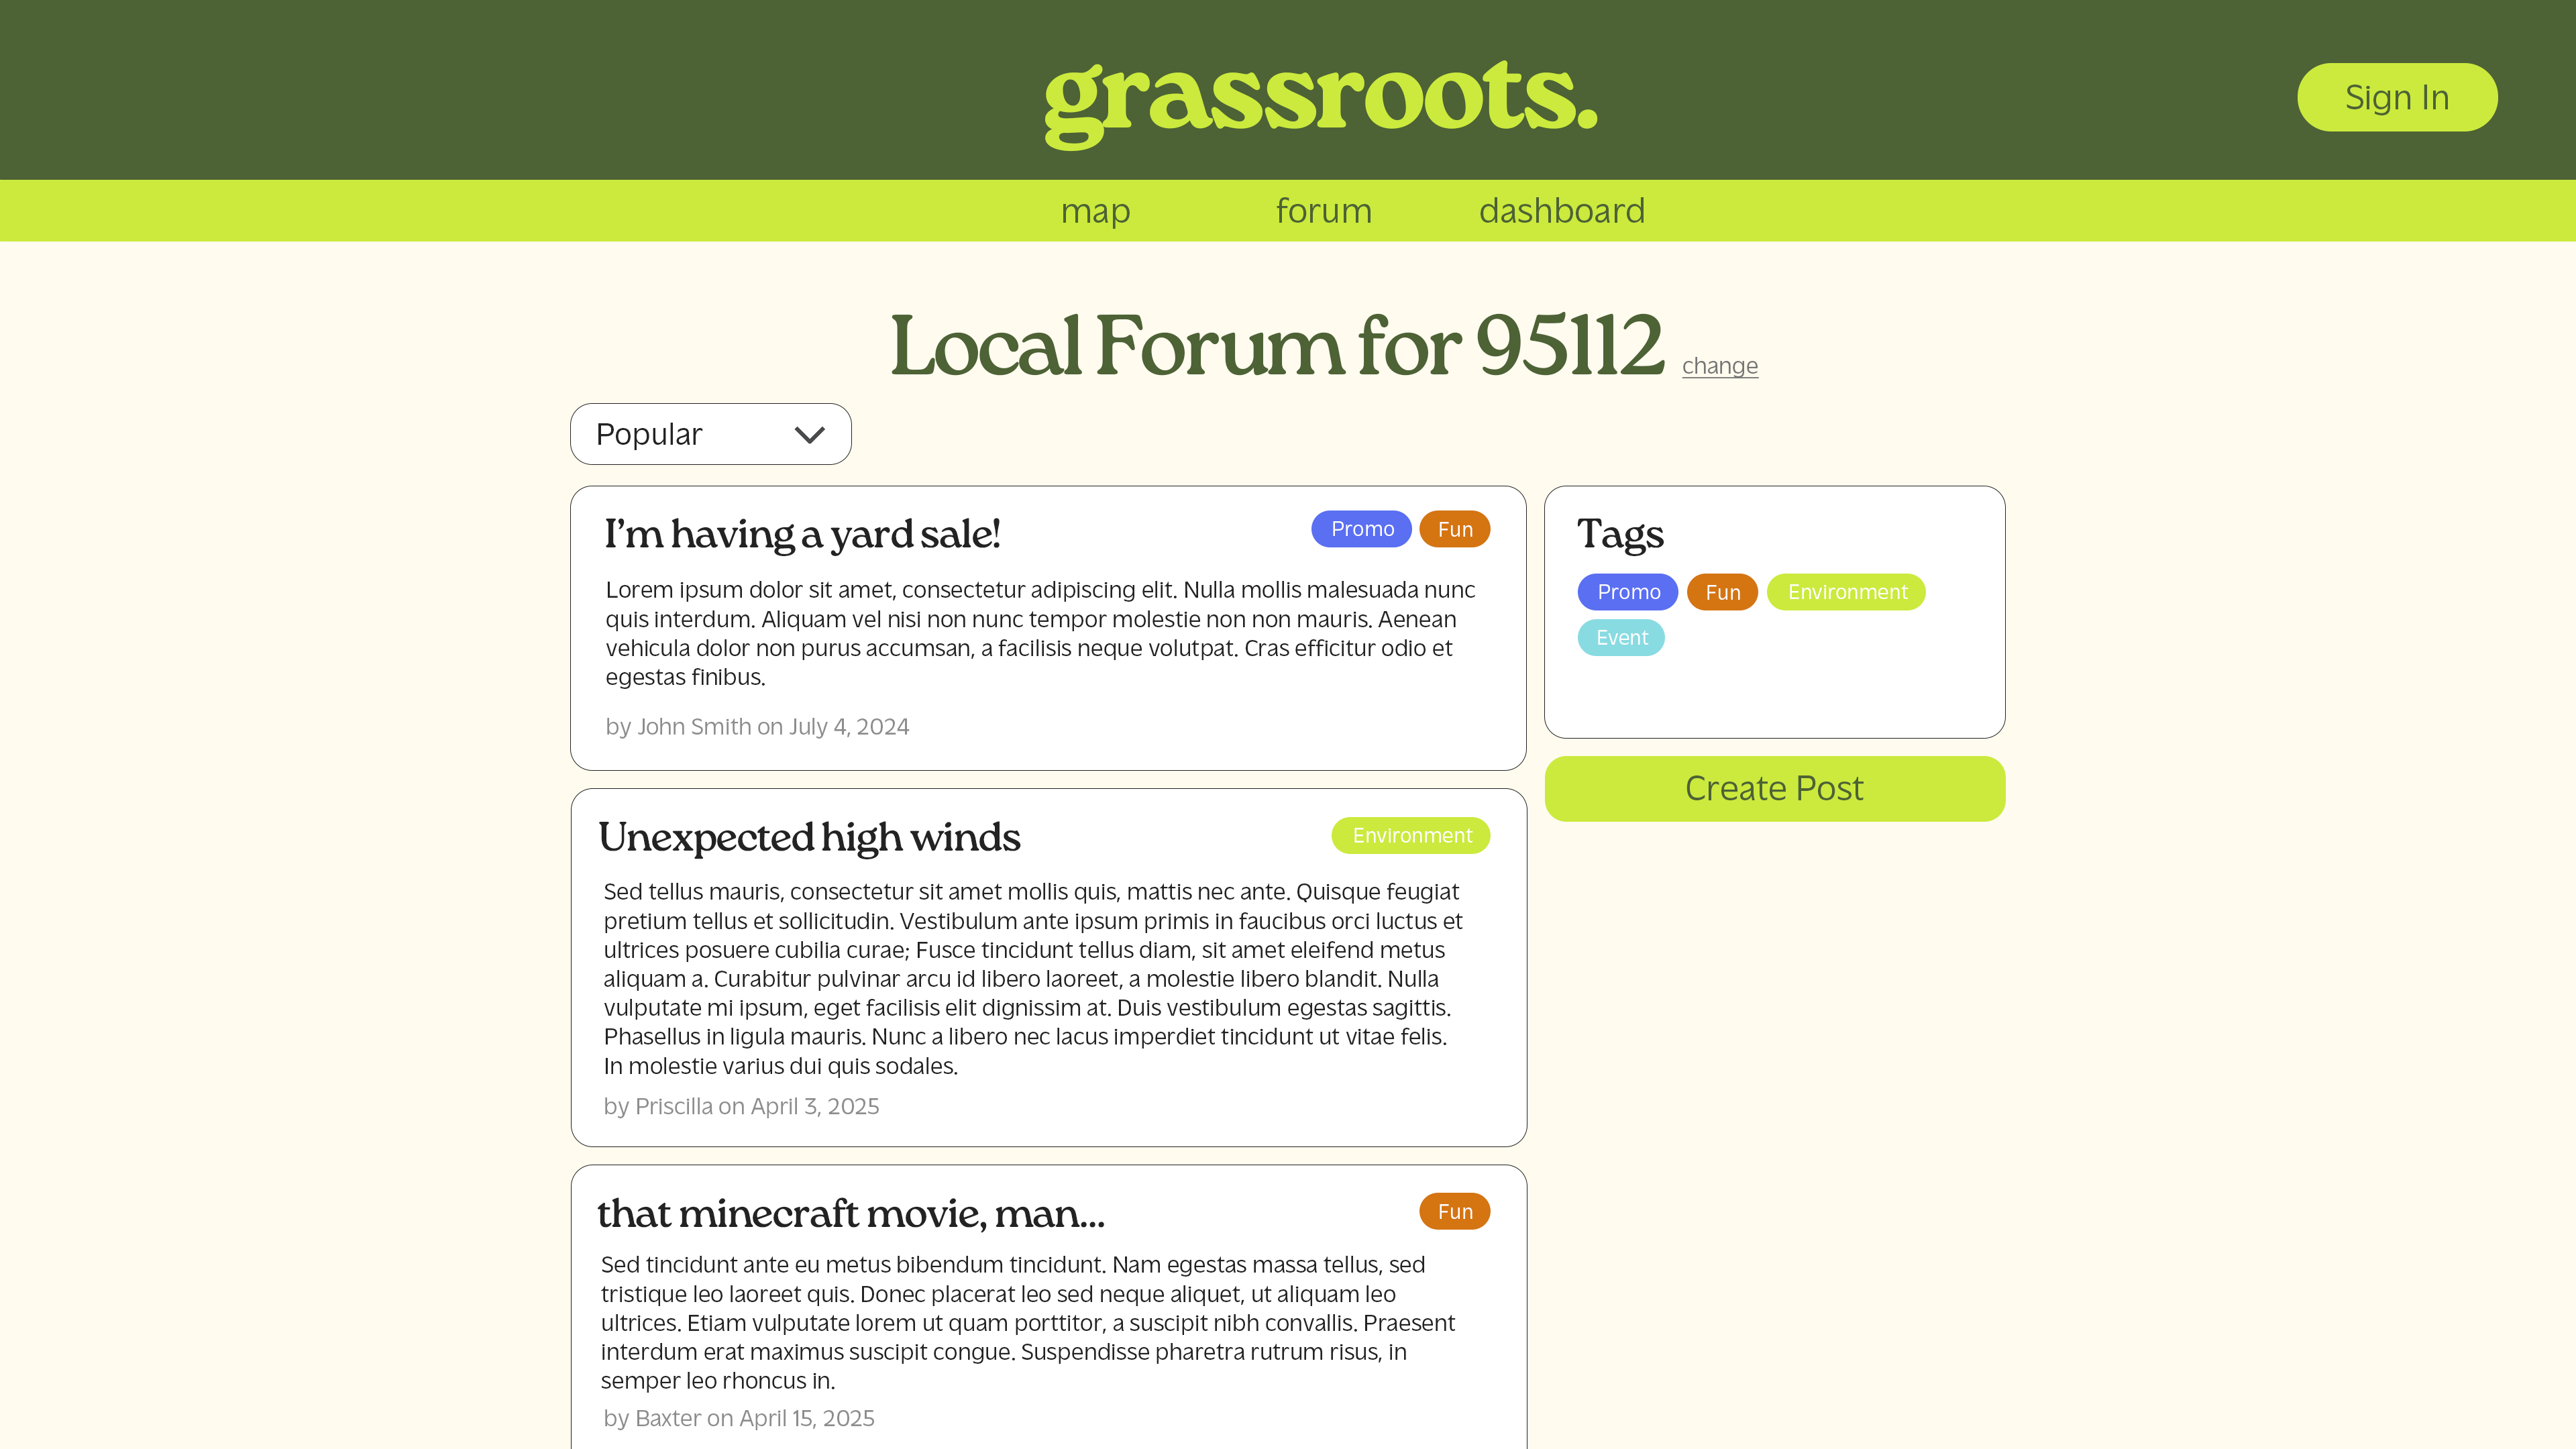 grassroots.
Sign In
map forum dashboard
Local Forum for 95112 change
Popular
I'm having a yard sale!
Promo Fun
Lorem ipsum dolor sit amet, consectetur adipiscing elit. Nulla mollis malesuada nunc
quis interdum. Aliquam vel nisi non nunc tempor molestie non non mauris. Aenean
vehicula dolor non purus accumsan, a facilisis neque volutpat. Cras efficitur odio et
egestas finibus.
by John Smith on July 4, 2024
Tags
Promo Fun Environment
Event
Create Post
Unexpected high winds
Environment
Sed tellus mauris, consectetur sit amet mollis quis, mattis nec ante. Quisque feugiat
pretium tellus et sollicitudin. Vestibulum ante ipsum primis in faucibus orci luctus et
ultrices posuere cubilia curae; Fusce tincidunt tellus diam, sit amet eleifend metus
aliquam a. Curabitur pulvinar arcu id libero laoreet, a molestie libero blandit. Nulla
vulputate mi ipsum, eget facilisis elit dignissim at. Duis vestibulum egestas sagittis.
Phasellus in ligula mauris. Nunc a libero nec lacus imperdiet tincidunt ut vitae felis.
In molestie varius dui quis sodales.
by Priscilla on April 3, 2025
that minecraft movie, man...
Fun
Sed tincidunt ante eu metus bibendum tincidunt. Nam egestas massa tellus, sed
tristique leo laoreet quis. Donec placerat leo sed neque aliquet, ut aliquam leo
ultrices. Etiam vulputate lorem ut quam porttitor, a suscipit nibh convallis. Praesent
interdum erat maximus suscipit congue. Suspendisse pharetra rutrum risus, in
semper leo rhoncus in.
by Baxter on April 15, 2025